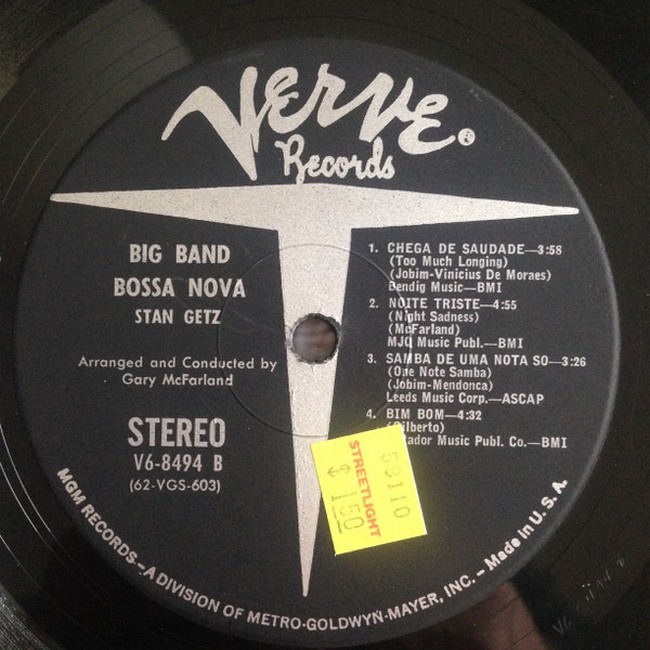 VERVE
Records
BIG BAND
BOSSA NOVA
STAN GETZ
Arranged and Conducted by
Gary McFarland
STEREO
V6-8494 B
(62-VGS-603)
1. CHEGA DE SAUDADE—3:58
(Too Much Longing)
(Jobim-Vinicius De Moraes)
Bendig Music—BMI
2. NOITE TRISTE—4:55
(Night Sadness)
(McFarland)
MJQ Music Publ.—BMI
3. SAMBA DE UMA NOTA SO—3:26
(One Note Samba)
(Jobim-Mendonca)
Leeds Music Corp.—ASCAP
4. BIM BOM—4:32
Music Publ. Co.—BMI
STREETLIGHT
59110
$ 1.50
MGM RECORDS—A DIVISION OF METRO-GOLDWYN-MAYER, INC. – Made in U.S.A.